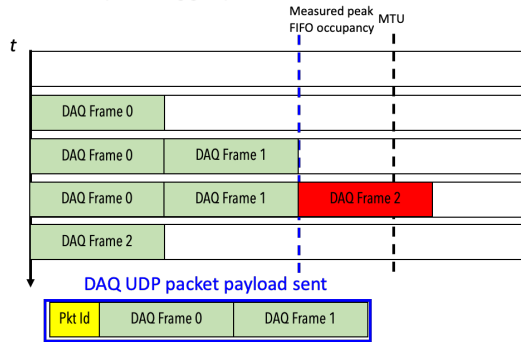 Measured peak
FIFO occupancy
MTU
t
DAQ Frame 0
DAQ Frame 0 DAQ Frame 1
DAQ Frame 0 DAQ Frame 1 DAQ Frame 2
DAQ Frame 2
DAQ UDP packet payload sent
Pkt Id DAQ Frame 0 DAQ Frame 1